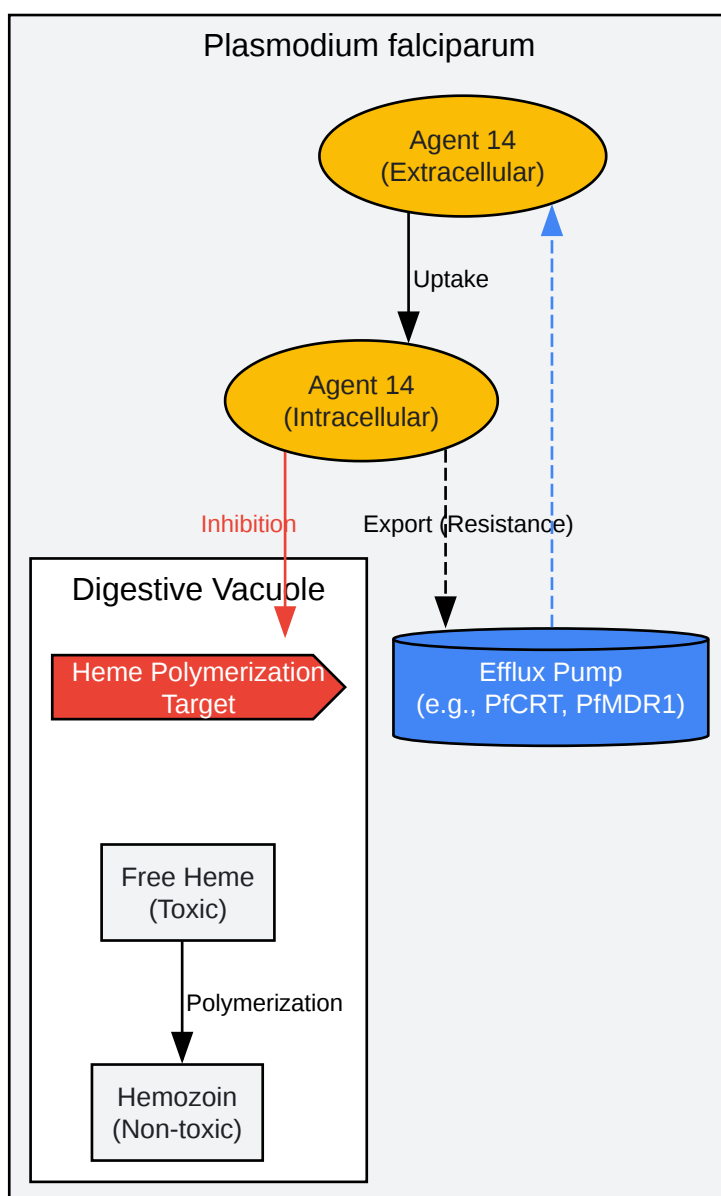 Plasmodium falciparum
Agent 14
(Extracellular)
Uptake
Agent 14
(Intracellular)
Inhibition
Export (Resistance)
Digestive Vacuole
Heme Polymerization
Target
Efflux Pump
(e.g., PfCRT, PfMDR1)
Free Heme
(Toxic)
Polymerization
Hemozoin
(Non-toxic)